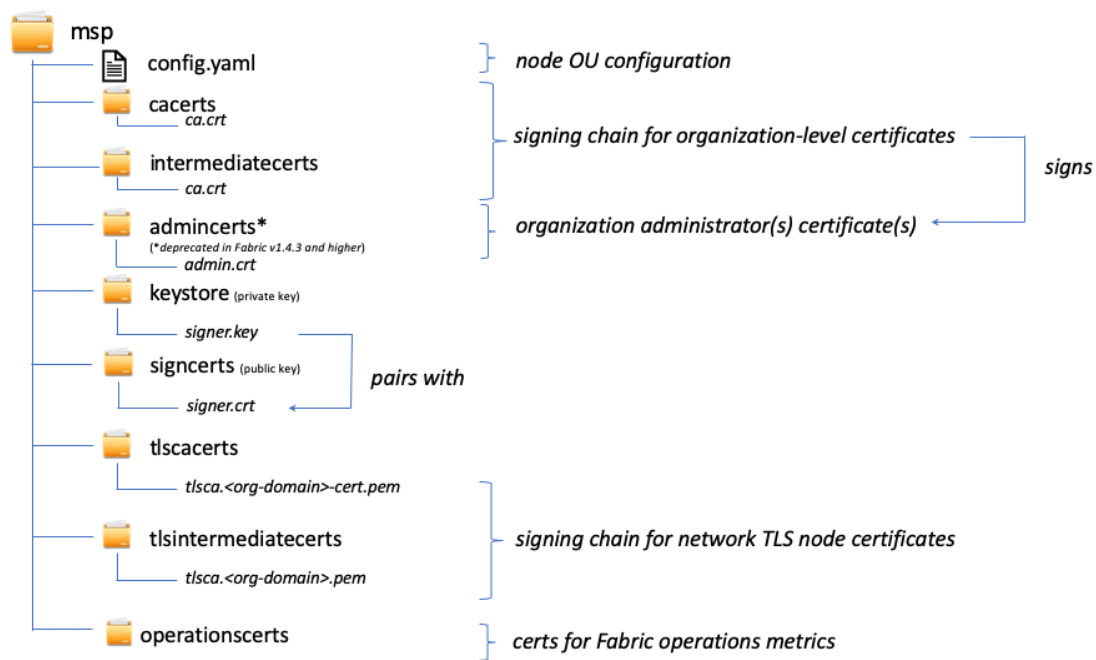 msp
config.yaml
node OU configuration
cacerts
ca.crt
signing chain for organization-level certificates
intermediatecerts
signs
ca.crt
admincerts*
organization administrator(s) certificate(s)
(*deprecated in Fabric v1.4.3 and higher)
admin.crt
keystore (private key)
signer.key
signcerts (public key)
pairs with
signer.crt
tlscacerts
tlsca.<org-domain>-cert.pem
tlsintermediatecerts
signing chain for network TLS node certificates
tlsca.<org-domain>.pem
operationscerts
certs for Fabric operations metrics